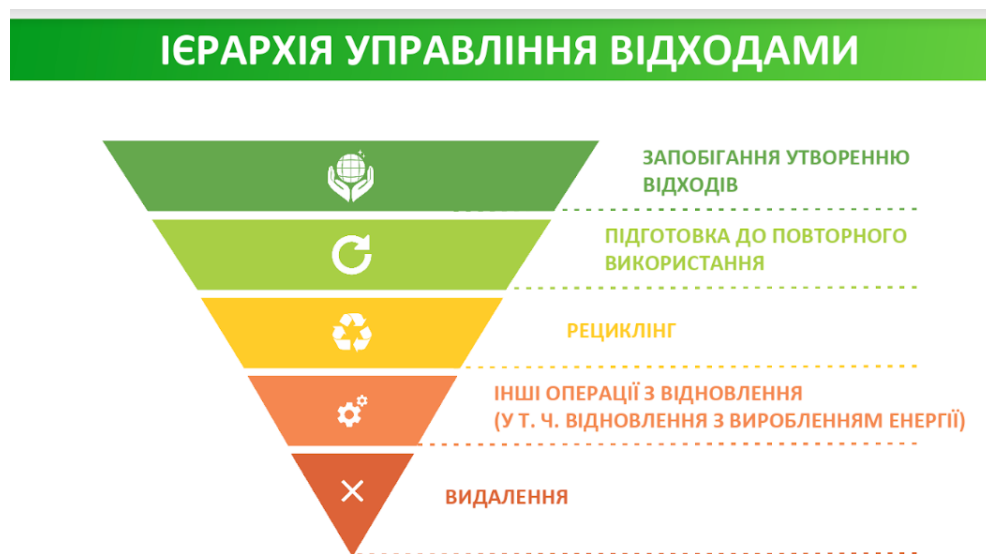 ІЄРАРХІЯ УПРАВЛІННЯ ВІДХОДАМИ
ЗАПОБІГАННЯ УТВОРЕННЮ
ВІДХОДІВ
ПІДГОТОВКА ДО ПОВТОРНОГО
ВИКОРИСТАННЯ
РЕЦИКЛІНГ
ІНШІ ОПЕРАЦІЇ З ВІДНОВЛЕННЯ
(У Т. Ч. ВІДНОВЛЕННЯ З ВИРОБЛЕННЯМ ЕНЕРГІЇ)
ВИДАЛЕННЯ